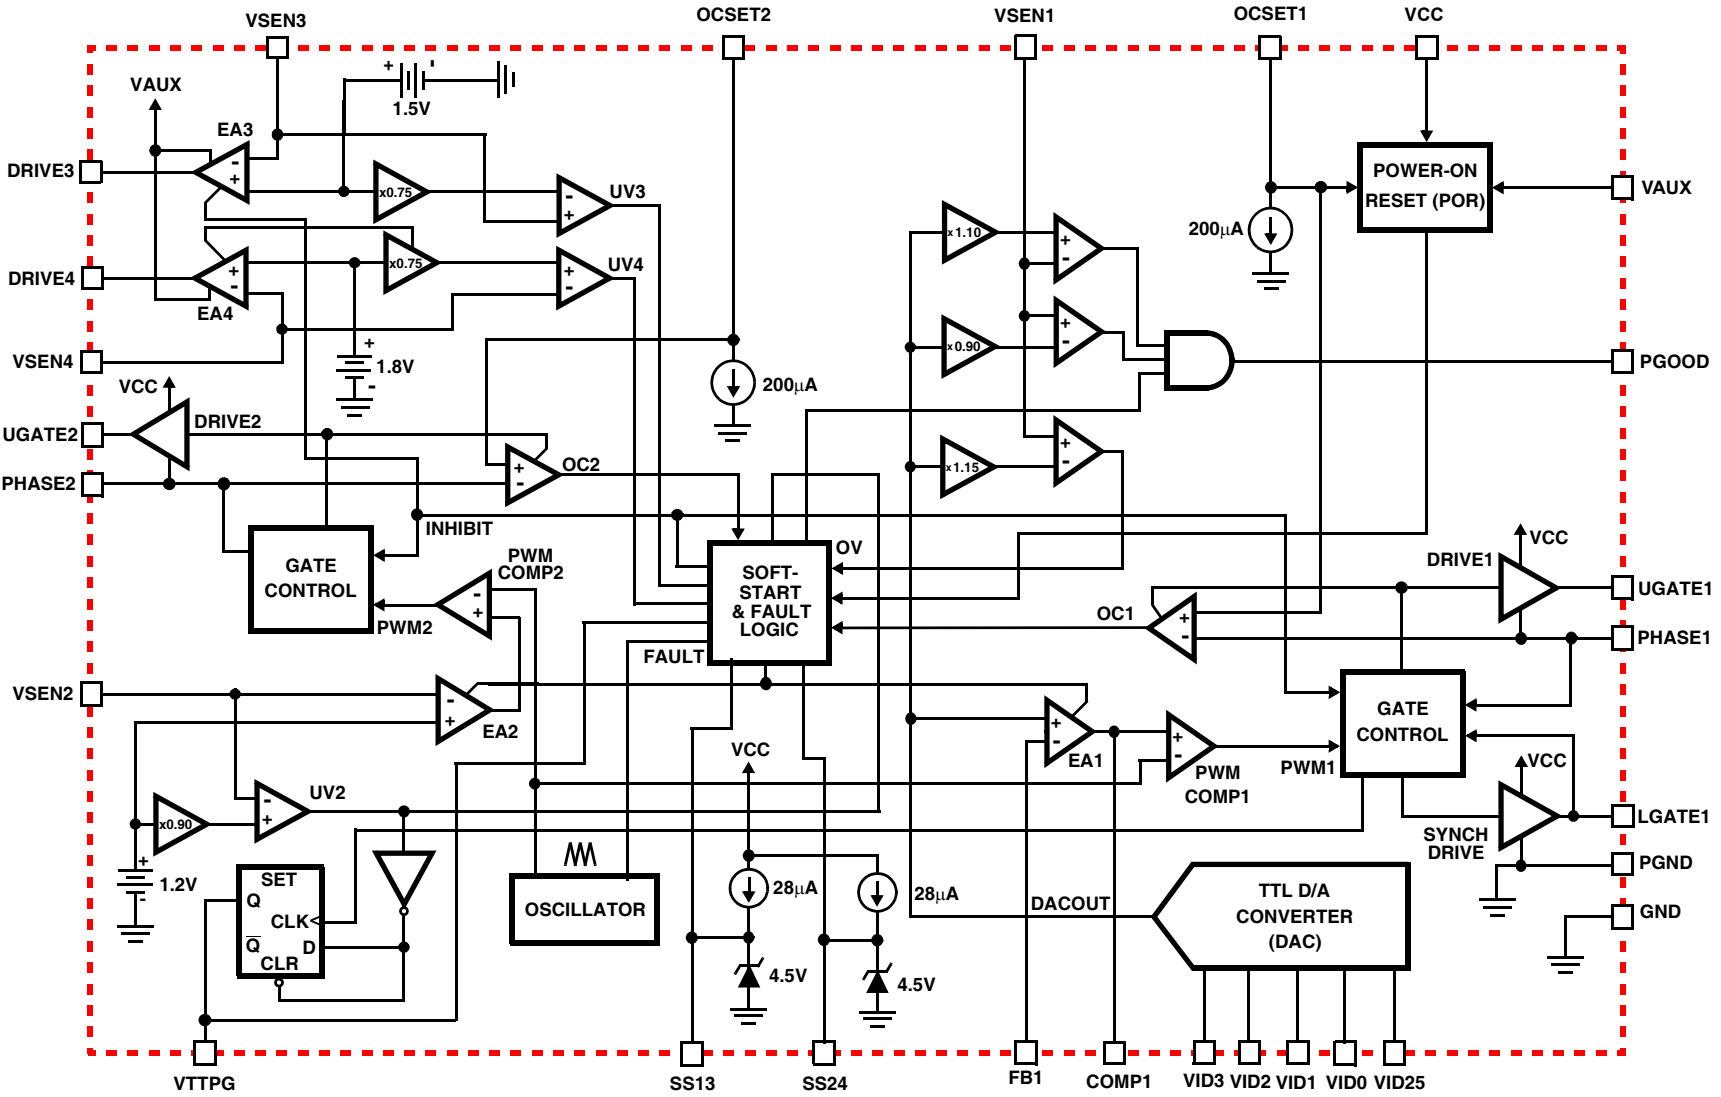 VSEN3
OCSET2
VSEN1
OCSET1
VCC
VAUX
+ -
1.5V
EA3
DRIVE3
-
+
x0.75
UV3
-
+
POWER-ON
RESET (POR)
VAUX
200µA
x 1.10
+
-
DRIVE4
+
-
x0.75
UV4
+
-
EA4
VSEN4
+
1.8V
-
200µA
x 0.90
+
-
PGOOD
VCC
UGATE2
DRIVE2
PHASE2
+
-
OC2
x 1.15
+
-
INHIBIT
GATE
CONTROL
PWM
COMP2
-
+
PWM2
OV
SOFT-
START
& FAULT
LOGIC
FAULT
VCC
DRIVE1
UGATE1
OC1
+
-
PHASE1
VSEN2
-
+
EA2
GATE
CONTROL
+
-
EA1
+
-
PWM
COMP1
PWM1
VCC
VCC
UV2
-
+
x0.90
+
1.2V
-
SYNCH
DRIVE
LGATE1
PGND
GND
SET
Q
CLK
Q
D
CLR
OSCILLATOR
28µA
28µA
4.5V
4.5V
DACOUT
TTL D/A
CONVERTER
(DAC)
VTTPG
SS13
SS24
FB1
COMP1
VID3
VID2
VID1
VID0
VID25